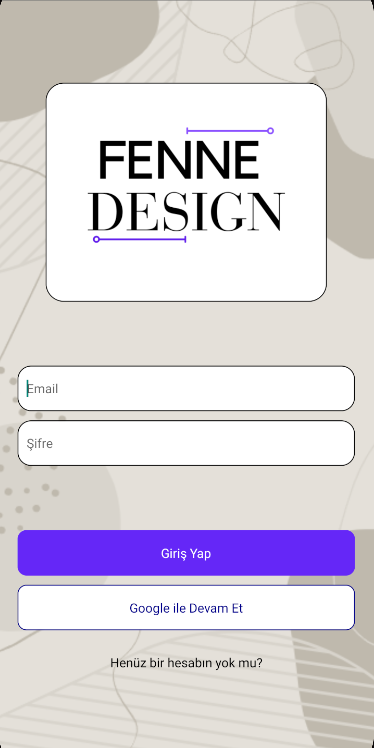 FENNE
DESIGN
Email
Şifre
Giriş Yap
Google ile Devam Et
Henüz bir hesabın yok mu?